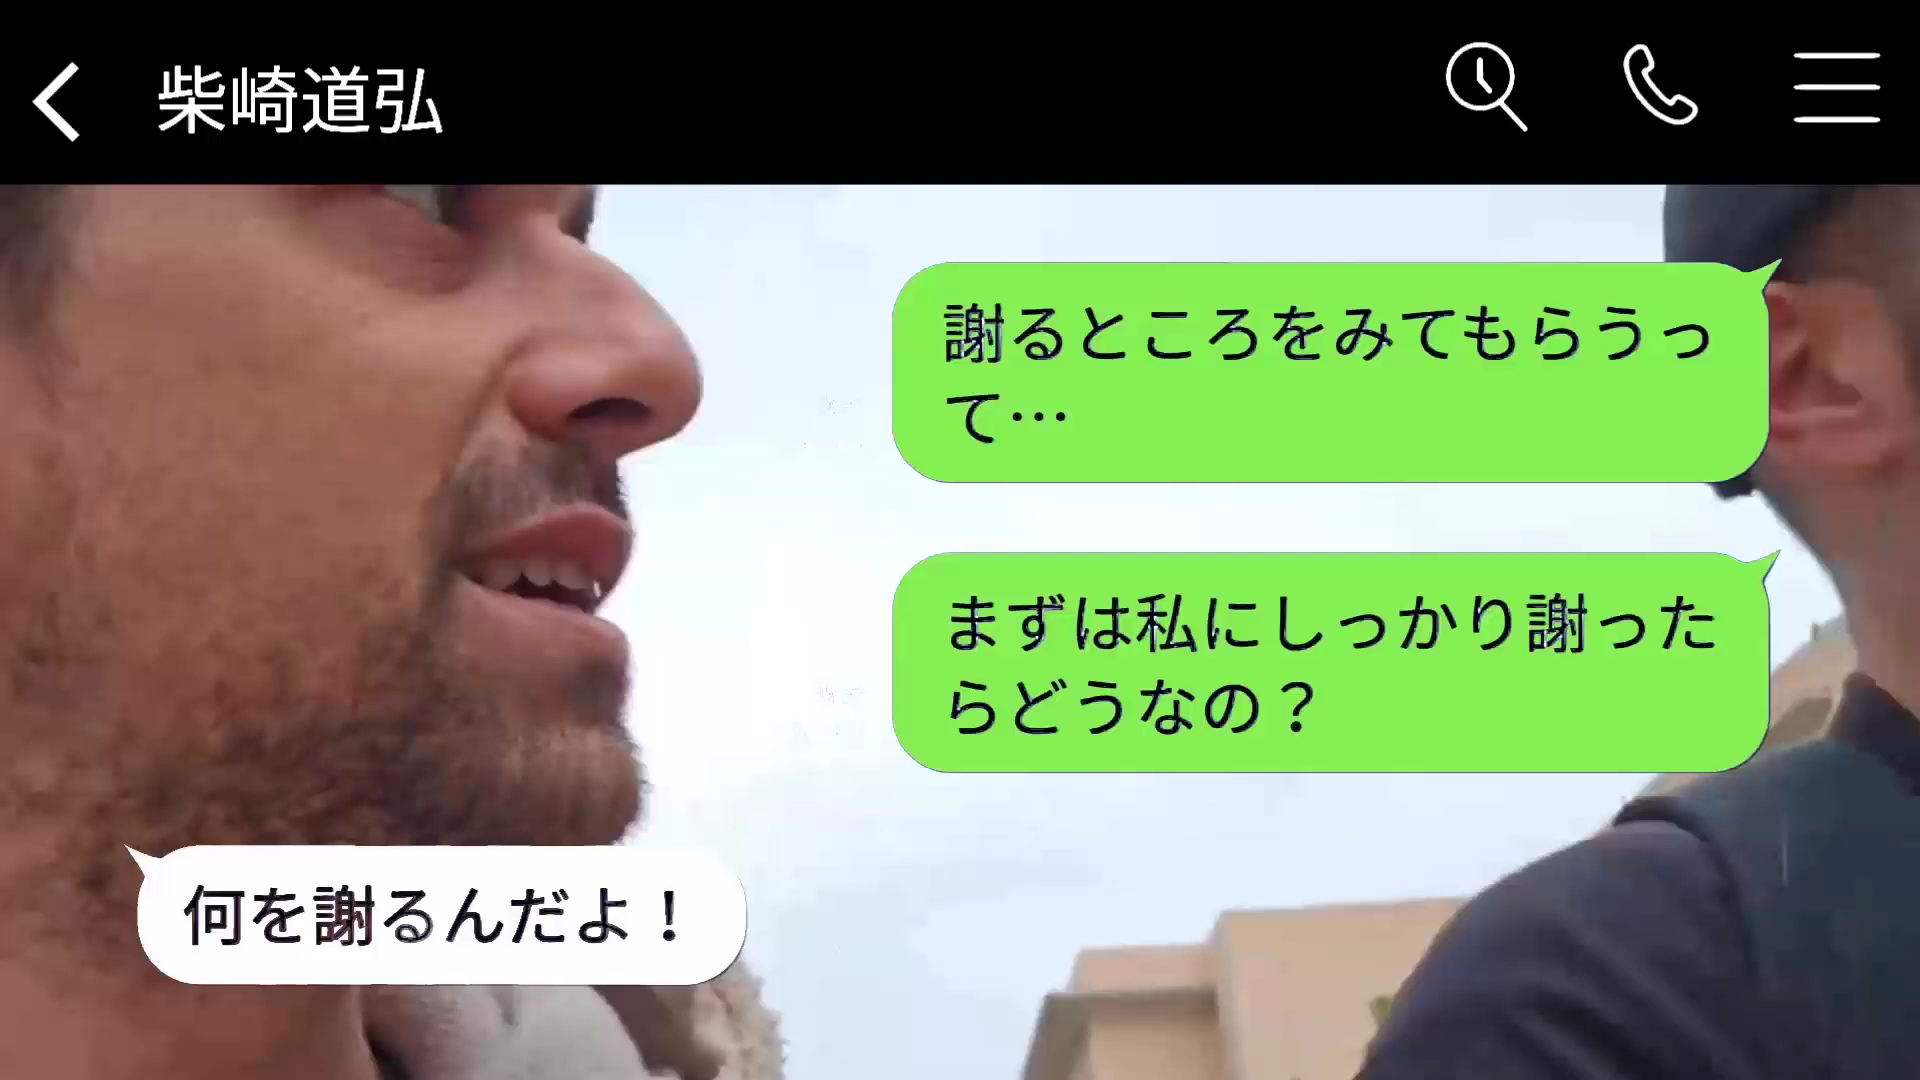 柴崎道弘
謝るところをみてもらうっ
て…
まずは私にしっかり謝った
らどうなの？
何を謝るんだよ！